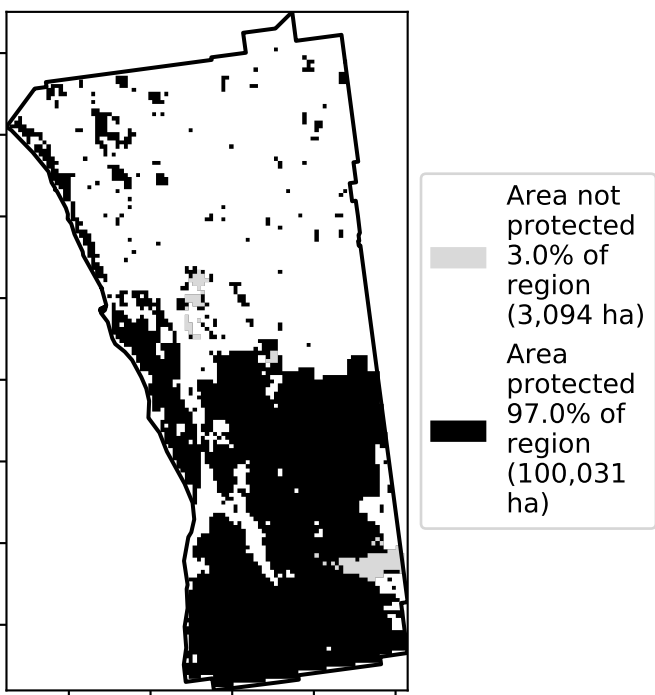 Area not
protected
3.0% of
region
(3,094 ha)
Area
protected
97.0% of
region
(100,031
ha)